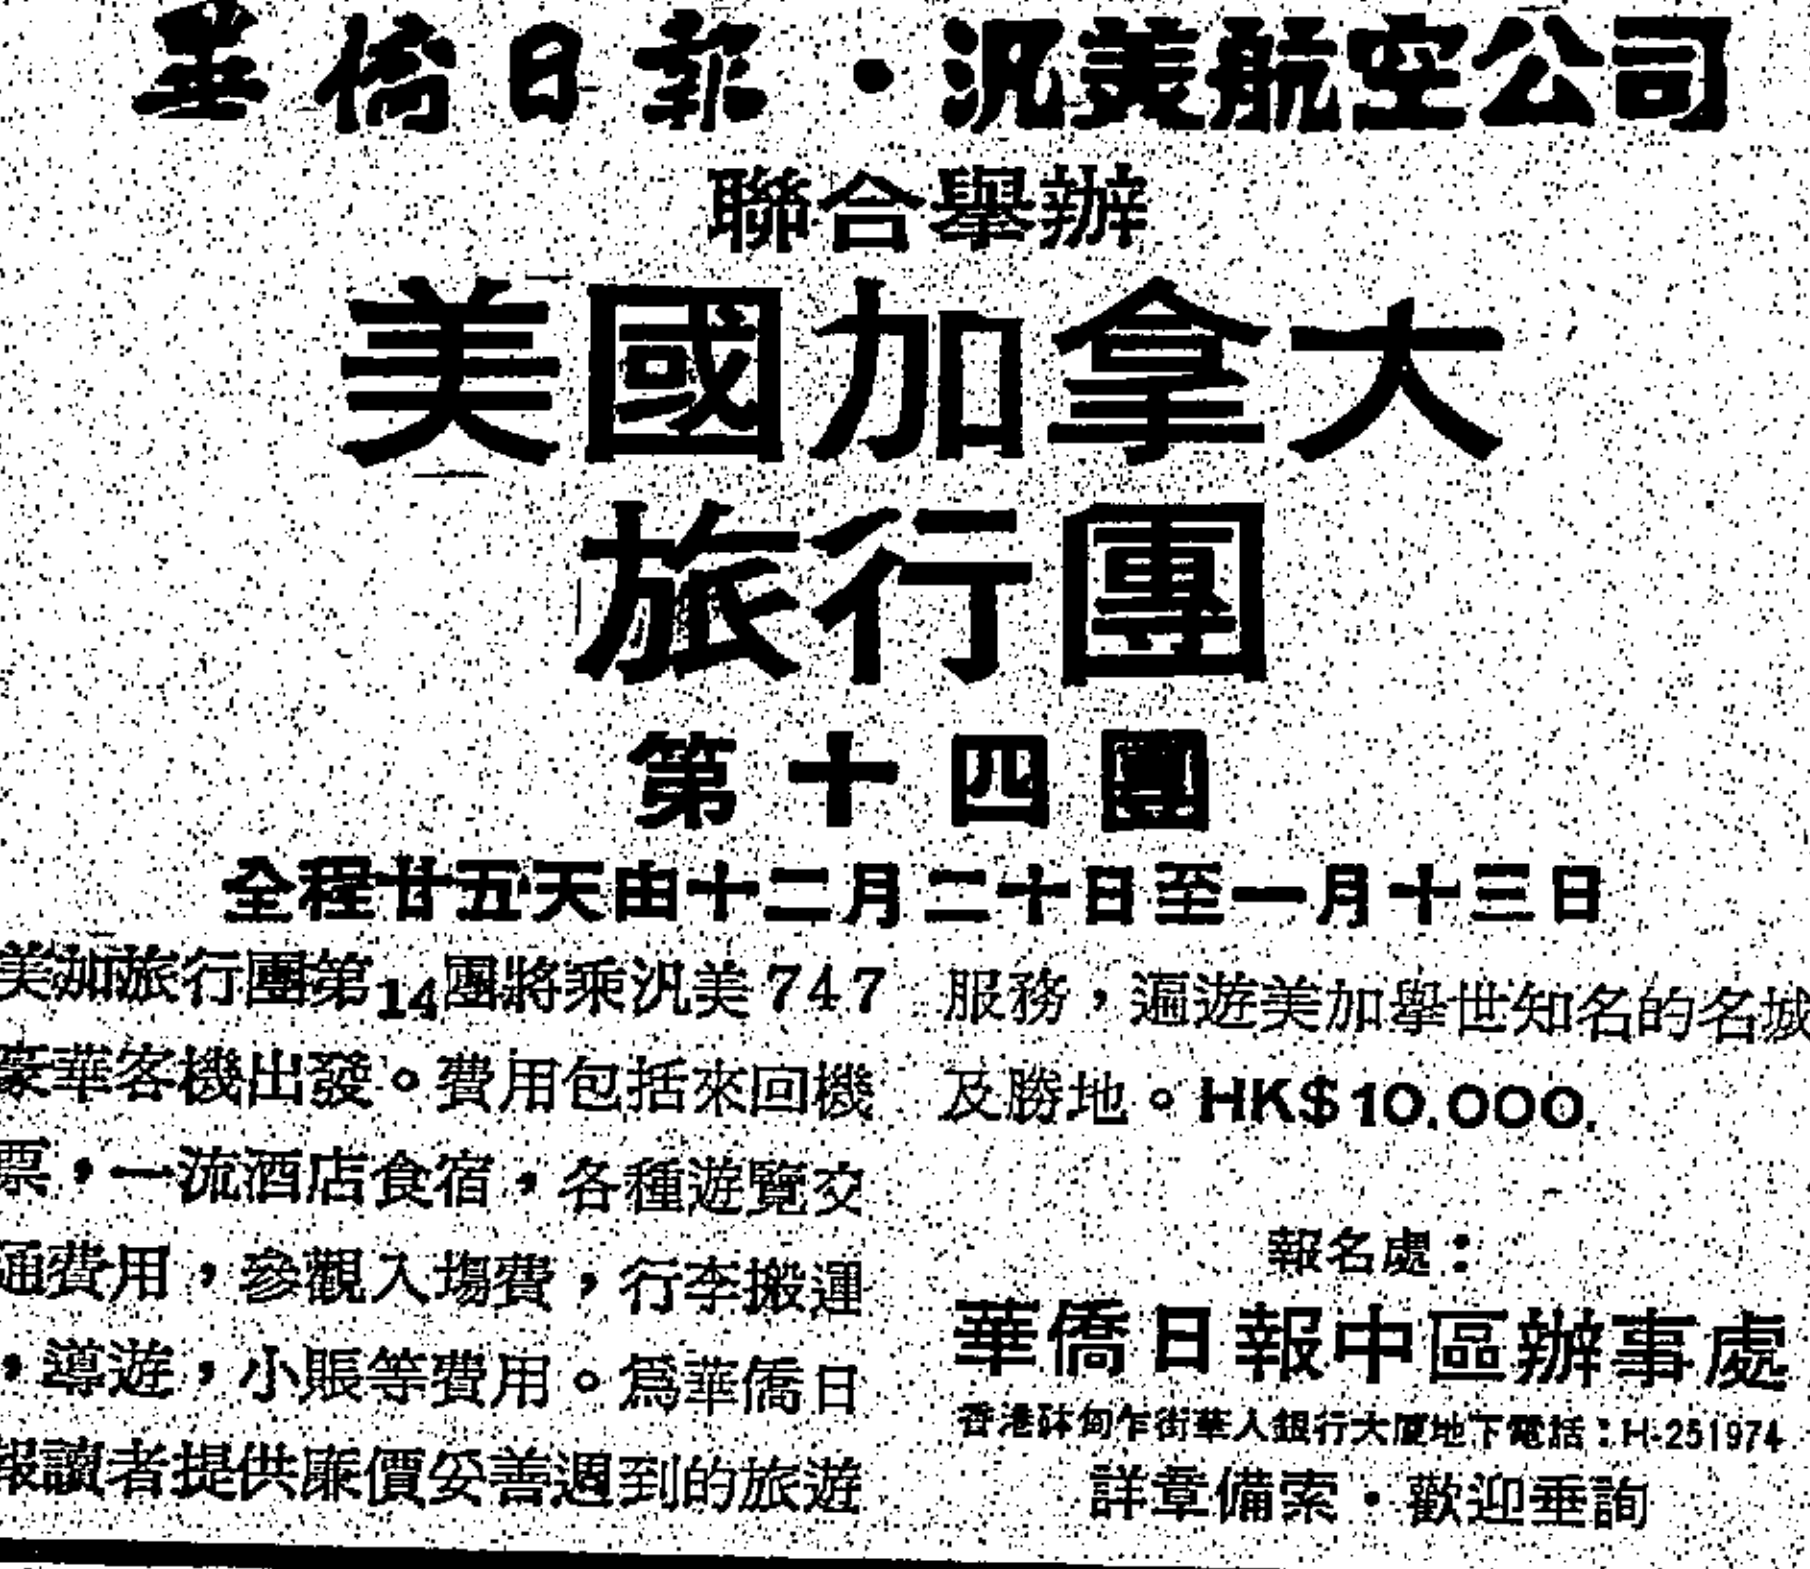 華僑日報・汎美航空公司
聯合舉辦
美國加拿大
旅行團
第十四團
全程廿五天由十二月二十日至一月十三日
美加旅行團第14團將乘汎美747
豪華客機出發。費用包括來回機
票，一流酒店食宿，各種遊覽交
通費用，參觀入塲費，行李搬運
，導遊，小賬等費用。爲華僑日
報讀者提供廉價妥善週到的旅遊
服務，遍遊美加舉世知名的名城
及勝地。HK$10,000.
報名處：
華僑日報中區辦事處
香港砵甸乍街華人銀行大廈地下電話：H-251974
詳章備索・歡迎垂詢